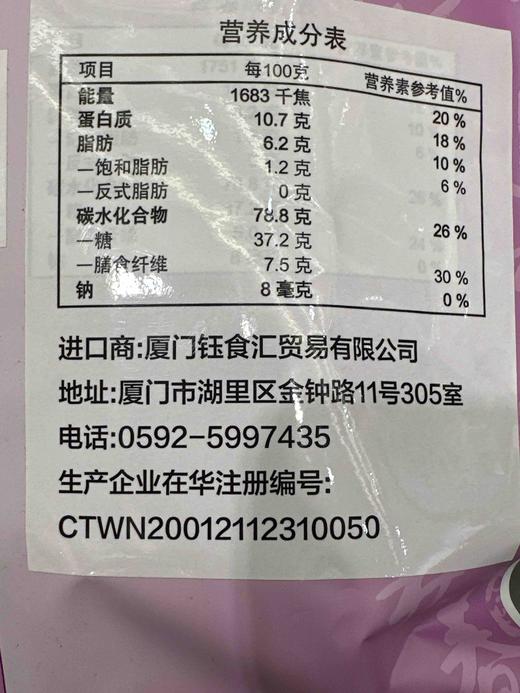 营养成分表
项目 每100克 营养素参考值%
能量 1683 千焦 20 %
蛋白质 10.7 克 18 %
脂肪 6.2 克 10 %
—饱和脂肪 1.2 克 6 %
—反式脂肪 0 克
碳水化合物 78.8 克 26 %
—糖 37.2 克
—膳食纤维 7.5 克 30 %
钠 8 毫克 0 %
进口商:厦门钰食汇贸易有限公司
地址:厦门市湖里区金钟路11号305室
电话:0592-5997435
生产企业在华注册编号:
CTWN20012112310050